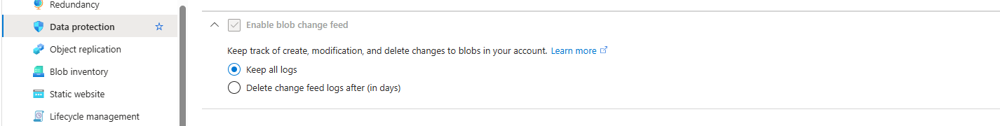 Redundancy
Data protection
Object replication
Blob inventory
Static website
Lifecycle management
Enable blob change feed
Keep track of create, modification, and delete changes to blobs in your account. Learn more
Keep all logs
Delete change feed logs after (in days)